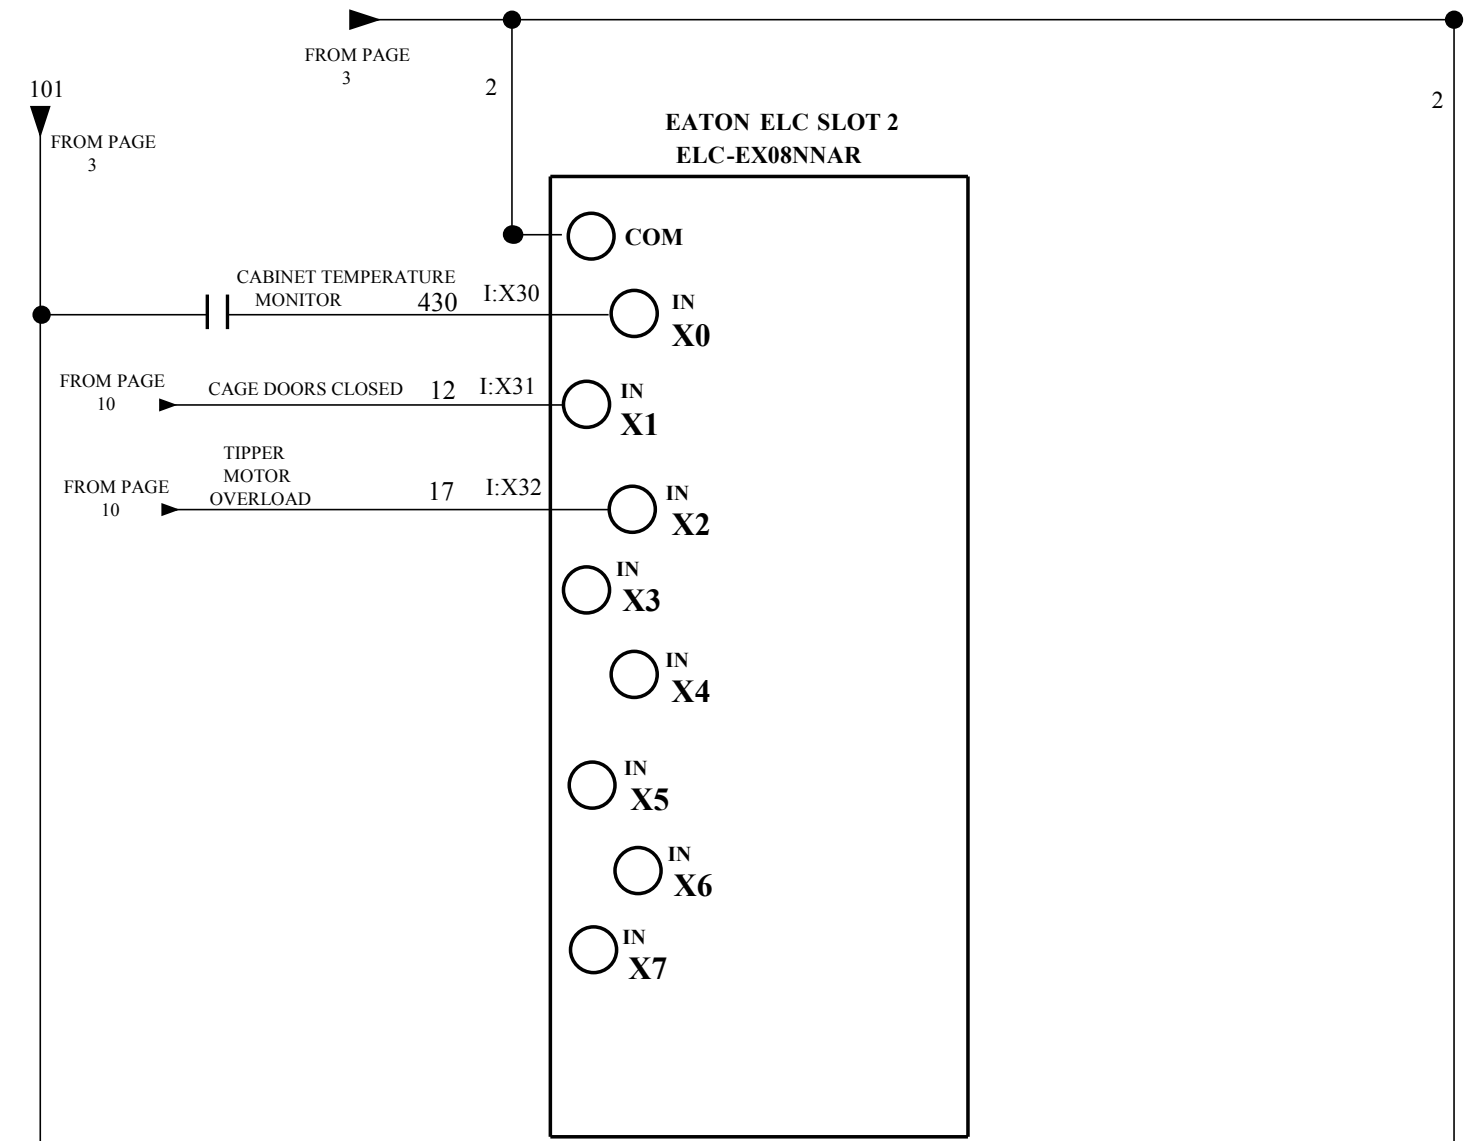 FROM PAGE
3
101
2
2
FROM PAGE
3
EATON ELC SLOT 2
ELC-EX08NNAR
COM
CABINET TEMPERATURE
MONITOR
430
I:X30
IN
X0
FROM PAGE
10
CAGE DOORS CLOSED
12
I:X31
IN
X1
FROM PAGE
10
TIPPER
MOTOR
OVERLOAD
17
I:X32
IN
X2
IN
X3
IN
X4
IN
X5
IN
X6
IN
X7